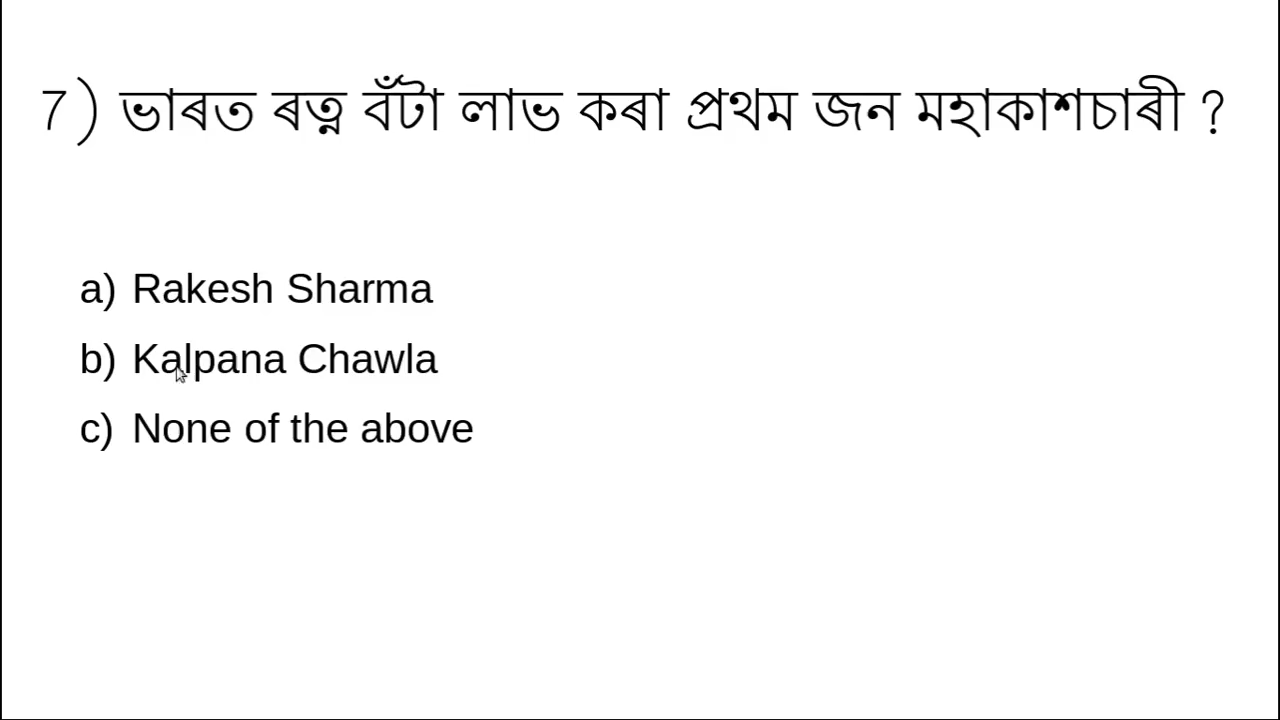 7) ভাৰত ৰত্ন বঁটা লাভ কৰা প্ৰথম জন মহাকাশচাৰী ?
a) Rakesh Sharma
b) Kalpana Chawla
c) None of the above